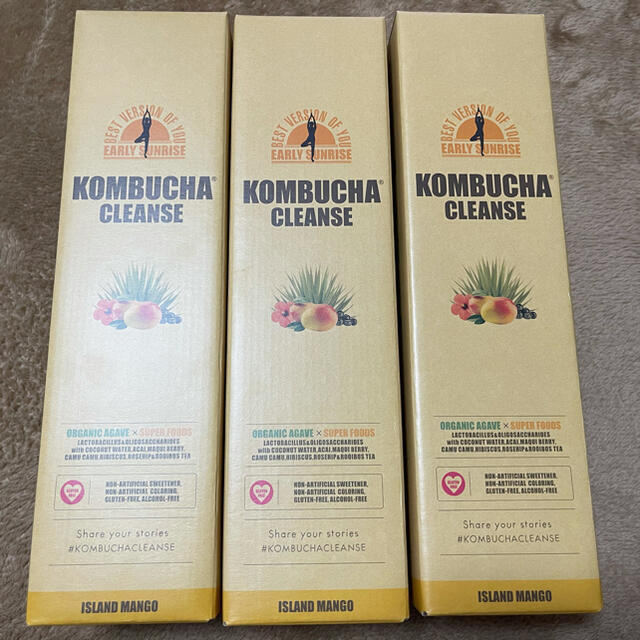 BEST VERSION OF YOU
EARLY SUNRISE
KOMBUCHA®
CLEANSE
ORGANIC AGAVE × SUPER FOODS
LACTOBACILLUS&OLIGOSACCHARIDES
with COCONUT WATER,ACAI,MAQUI BERRY,
CAMU CAMU,HIBISCUS,ROSEHIP&ROOIBOS TEA
GLUTEN
FREE
NON-ARTIFICIAL SWEETENER,
NON-ARTIFICIAL COLORING,
GLUTEN-FREE, ALCOHOL-FREE
Share your stories
#KOMBUCHACLEANSE
ISLAND MANGO
BEST VERSION OF YOU
EARLY SUNRISE
KOMBUCHA®
CLEANSE
ORGANIC AGAVE × SUPER FOODS
LACTOBACILLUS&OLIGOSACCHARIDES
with COCONUT WATER,ACAI,MAQUI BERRY,
CAMU CAMU,HIBISCUS,ROSEHIP&ROOIBOS TEA
GLUTEN
FREE
NON-ARTIFICIAL SWEETENER,
NON-ARTIFICIAL COLORING,
GLUTEN-FREE, ALCOHOL-FREE
Share your stories
#KOMBUCHACLEANSE
ISLAND MANGO
BEST VERSION OF YOU
EARLY SUNRISE
KOMBUCHA®
CLEANSE
ORGANIC AGAVE × SUPER FOODS
LACTOBACILLUS&OLIGOSACCHARIDES
with COCONUT WATER,ACAI,MAQUI BERRY,
CAMU CAMU,HIBISCUS,ROSEHIP&ROOIBOS TEA
GLUTEN
FREE
NON-ARTIFICIAL SWEETENER,
NON-ARTIFICIAL COLORING,
GLUTEN-FREE, ALCOHOL-FREE
Share your stories
#KOMBUCHACLEANSE
ISLAND MANGO